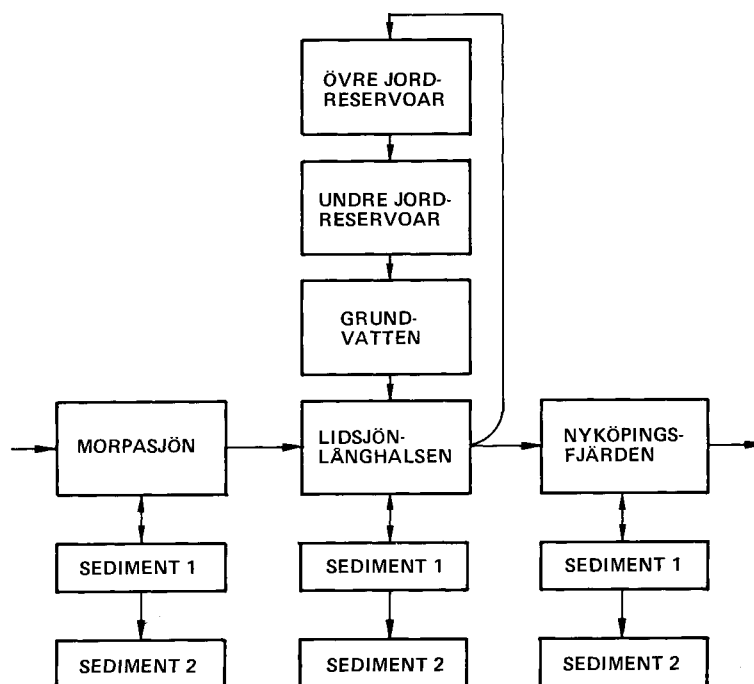 ÖVRE JORD-
RESERVOAR
UNDRE JORD-
RESERVOAR
GRUND-
VATTEN
MORPASJÖN
LIDSJÖN-
LÅNGHALSEN
NYKÖPINGS-
FJÄRDEN
SEDIMENT 1
SEDIMENT 1
SEDIMENT 1
SEDIMENT 2
SEDIMENT 2
SEDIMENT 2